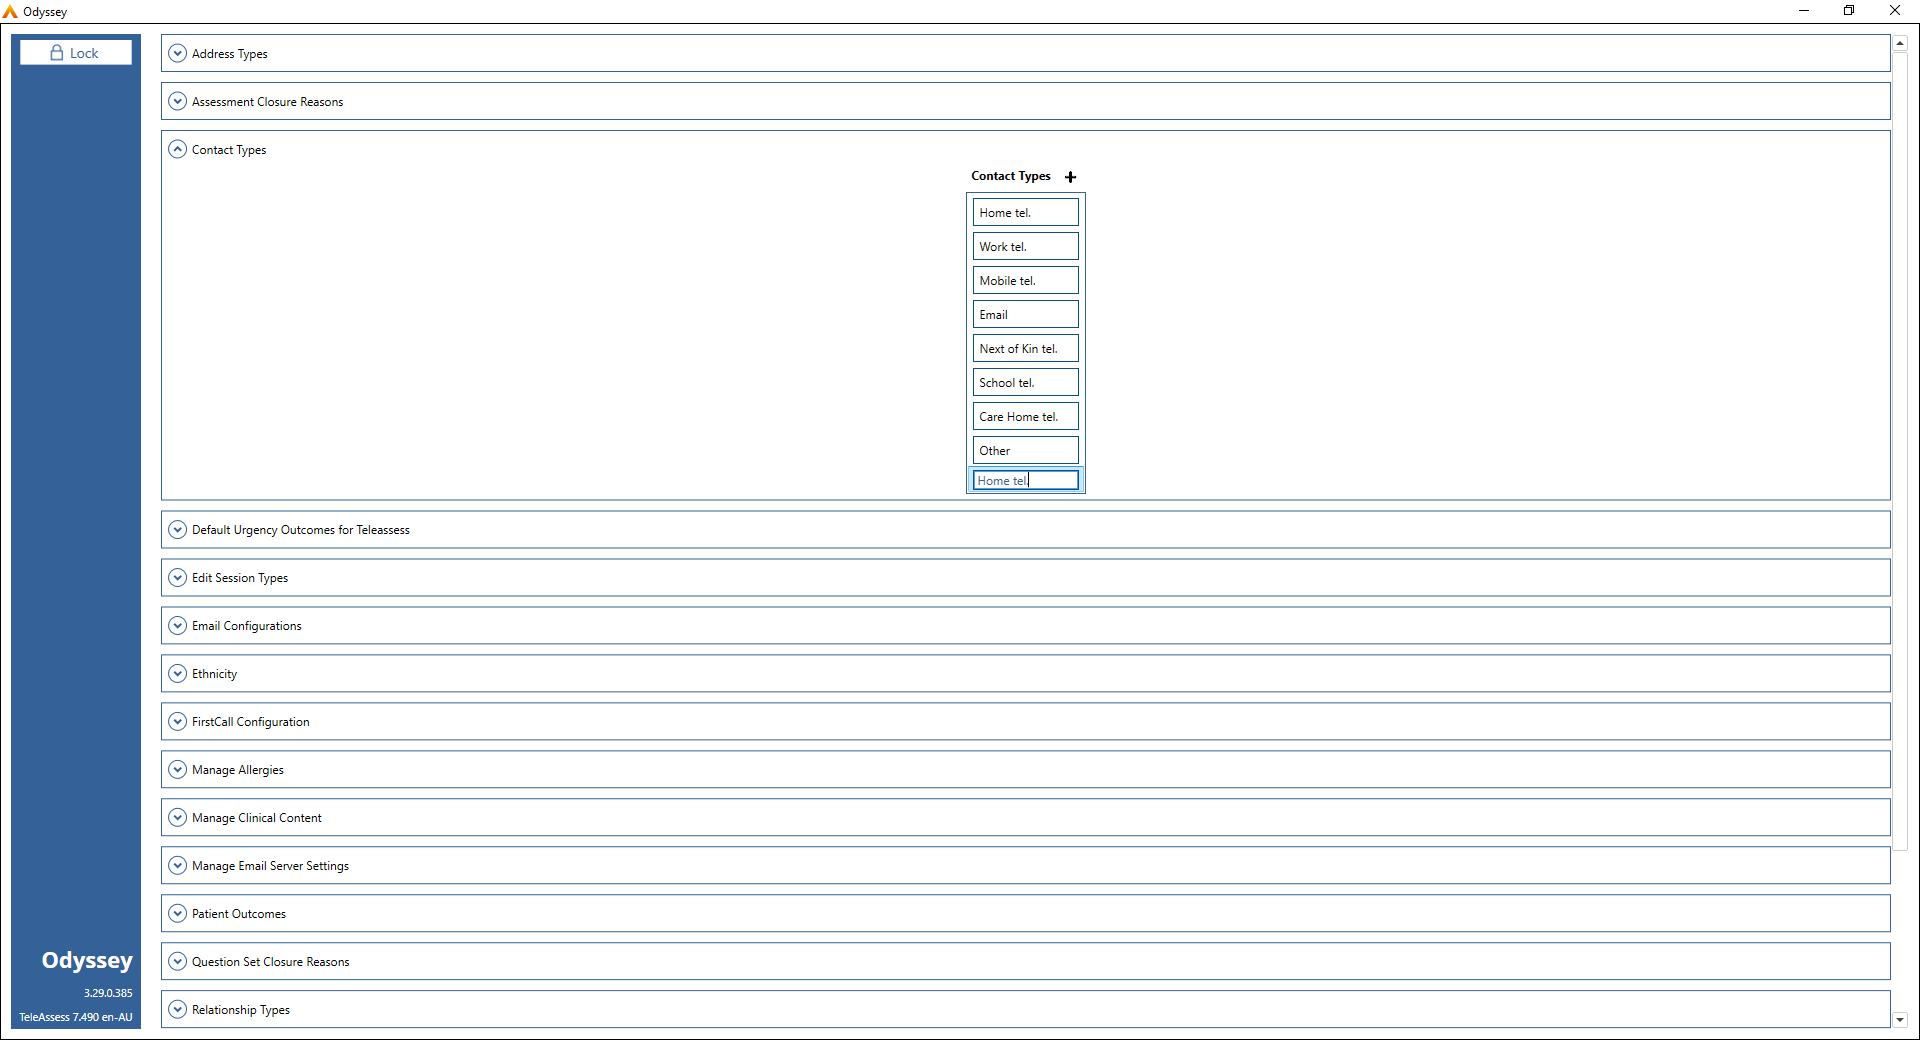 Odyssey
Lock
Address Types
Assessment Closure Reasons
Contact Types
Contact Types
Home tel.
Work tel.
Mobile tel.
Email
Next of Kin tel.
School tel.
Care Home tel.
Other
Home tel.
Default Urgency Outcomes for Teleassess
Edit Session Types
Email Configurations
Ethnicity
FirstCall Configuration
Manage Allergies
Manage Clinical Content
Manage Email Server Settings
Patient Outcomes
Question Set Closure Reasons
Relationship Types
Odyssey
3.29.0.385
TeleAssess 7.490 en-AU